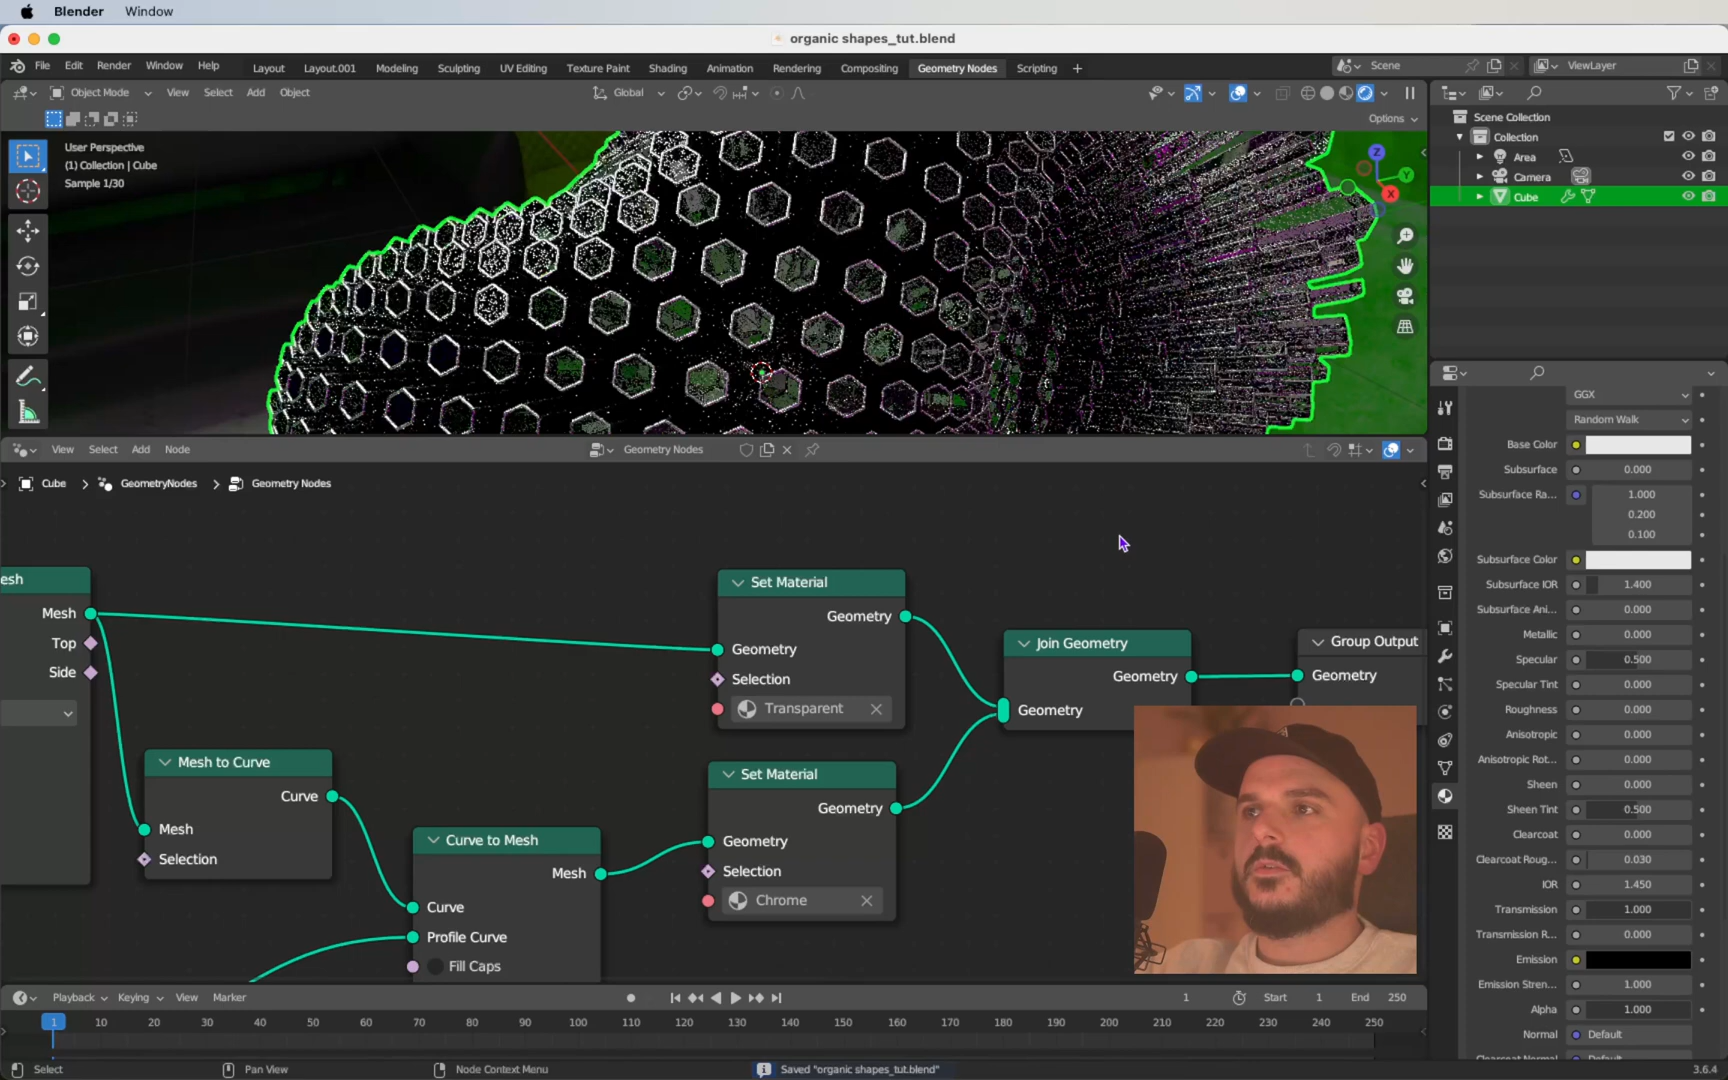 Blender Window
organic shapes_tut.blend
File Edit Render Window Help Layout Layout.001 Modeling Sculpting UV Editing Texture Paint Shading Animation Rendering Compositing Geometry Nodes Scripting + Scene ViewLayer
Object Mode View Select Add Object Global
Options
User Perspective
(1) Collection | Cube
Sample 1/30
Z
Y
X
Scene Collection
Collection
Area
Camera
Cube
View Select Add Node Geometry Nodes
Cube > GeometryNodes > Geometry Nodes
esh
Mesh
Top
Side
Mesh to Curve
Curve
Mesh
Selection
Curve to Mesh
Mesh
Curve
Profile Curve
Fill Caps
Set Material
Geometry
Geometry
Selection
Transparent
Set Material
Geometry
Geometry
Selection
Chrome
Join Geometry
Geometry
Geometry
Group Output
Geometry
GGX
Random Walk
Base Color
Subsurface 0.000
Subsurface Ra... 1.000
0.200
0.100
Subsurface Color
Subsurface IOR 1.400
Subsurface Ani... 0.000
Metallic 0.000
Specular 0.500
Specular Tint 0.000
Roughness 0.000
Anisotropic 0.000
Anisotropic Rot... 0.000
Sheen 0.000
Sheen Tint 0.500
Clearcoat 0.000
Clearcoat Roug... 0.030
IOR 1.450
Transmission 1.000
Transmission R... 0.000
Emission
Emission Stren... 1.000
Alpha 1.000
Normal Default
Clearcoat Normal Default
Playback Keying View Marker 1 Start 1 End 250
1 10 20 30 40 50 60 70 80 90 100 110 120 130 140 150 160 170 180 190 200 210 220 230 240 250
Select Pan View Node Context Menu Saved "organic shapes_tut.blend" 3.6.4